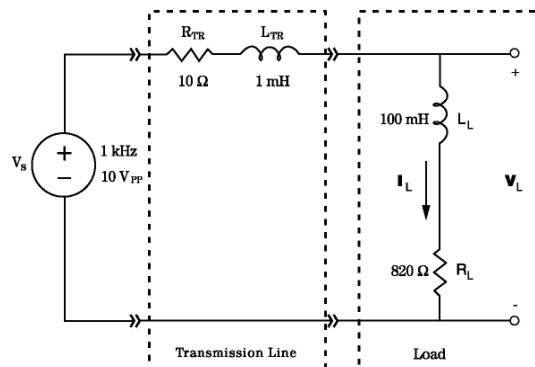 R_TR L_TR
10 Ω 1 mH
V_s + − 1 kHz
10 V_PP
100 mH L_L
+
I_L V_L
820 Ω R_L
-
Transmission Line Load